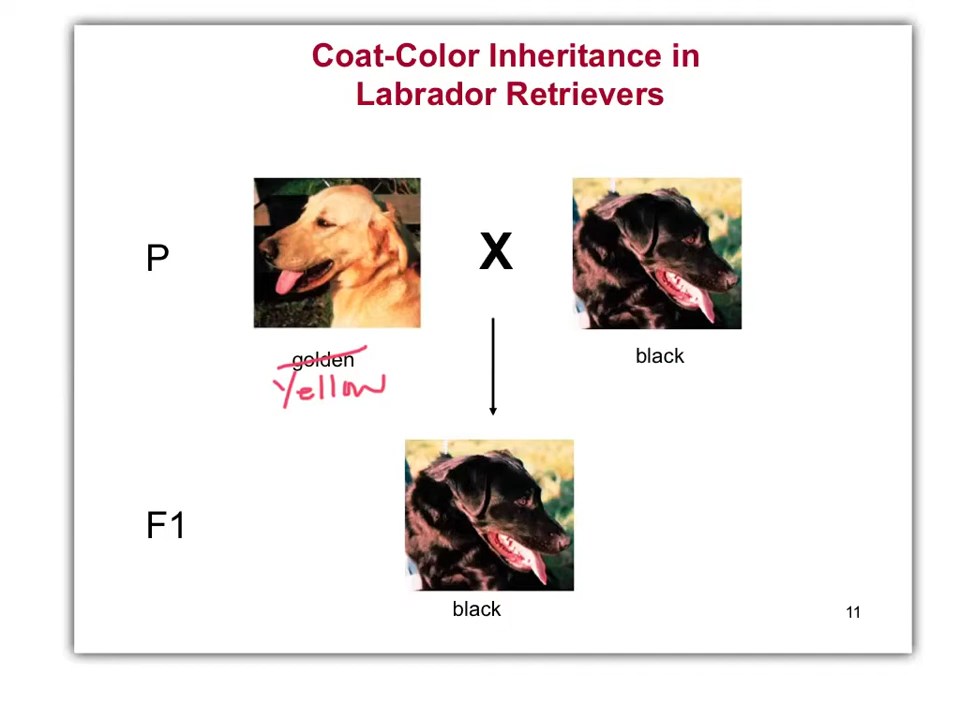 Coat-Color Inheritance in
Labrador Retrievers
P
X
golden
Yellow
black
F1
black
11